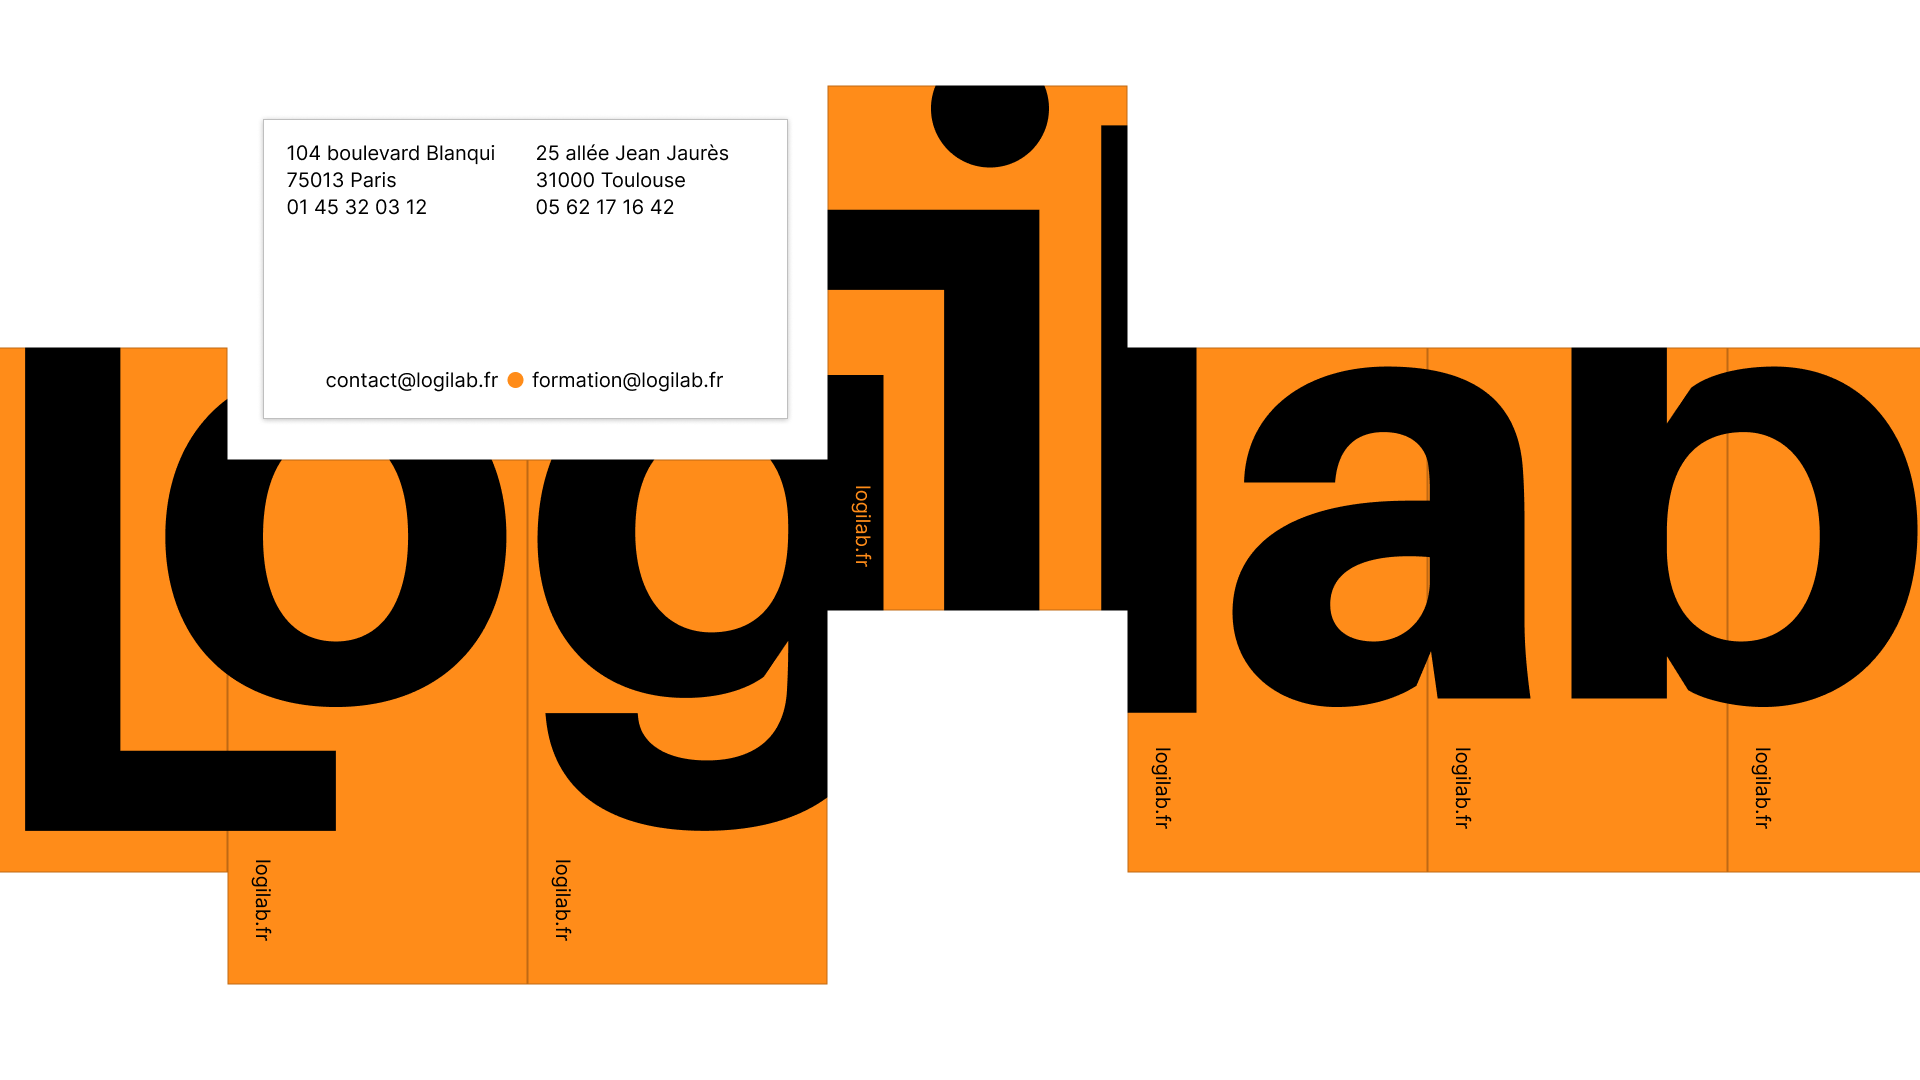 104 boulevard Blanqui
75013 Paris
01 45 32 03 12
25 allée Jean Jaurès
31000 Toulouse
05 62 17 16 42
contact@logilab.fr
formation@logilab.fr
Logilab
logilab.fr
logilab.fr
logilab.fr
logilab.fr
logilab.fr
logilab.fr